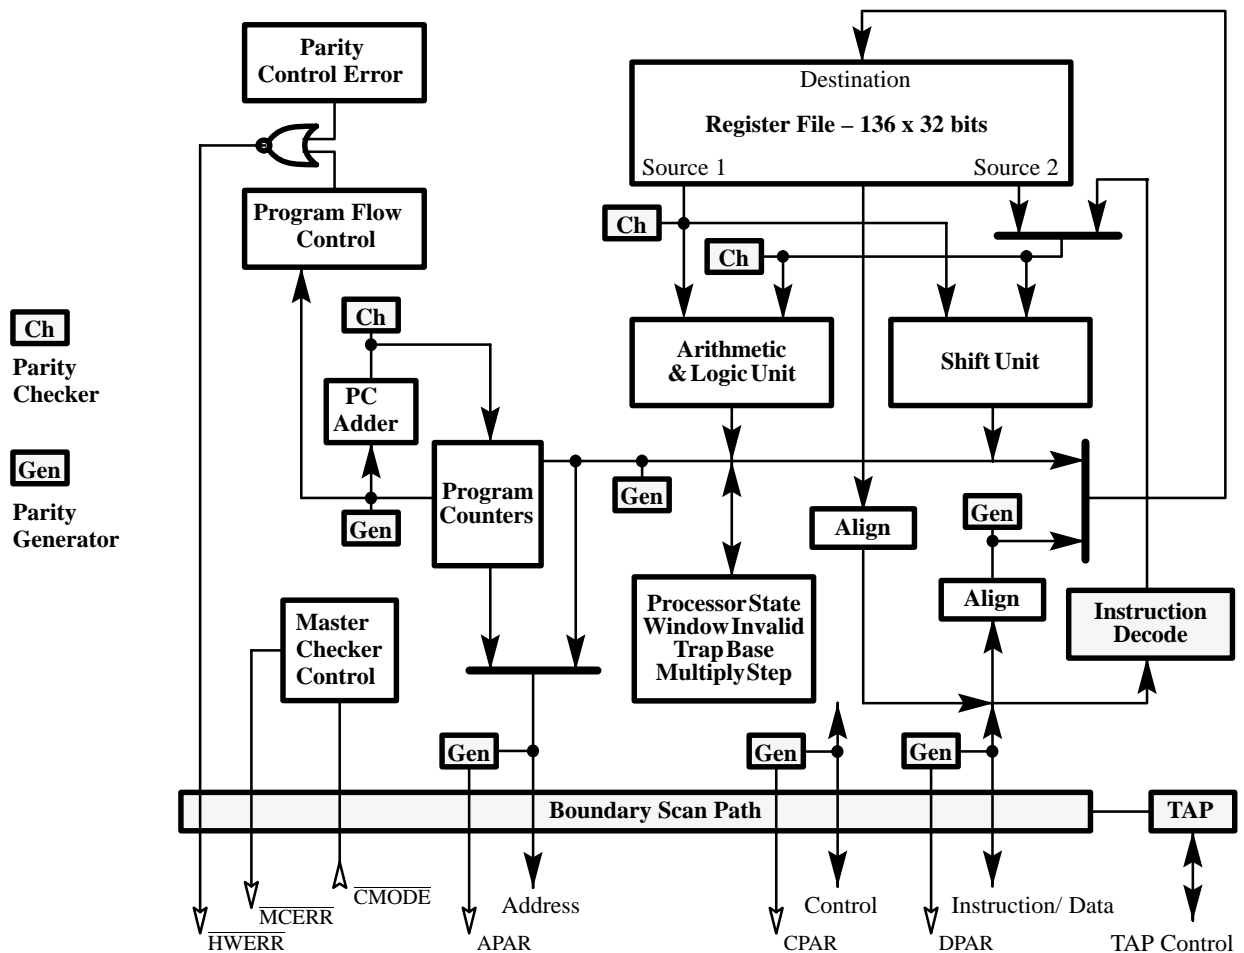 Parity
Control Error
Destination
Register File – 136 x 32 bits
Source 1
Source 2
Program Flow
Control
Ch
Ch
Ch
Ch
Parity
Checker
Arithmetic
& Logic Unit
Shift Unit
PC
Adder
Gen
Parity
Generator
Program
Counters
Gen
Gen
Gen
Align
Align
Processor State
Window Invalid
Trap Base
Multiply Step
Instruction
Decode
Master
Checker
Control
Gen
Gen
Gen
Boundary Scan Path
TAP
HWERR
MCERR
CMODE
APAR
Address
CPAR
Control
DPAR
Instruction/ Data
TAP Control